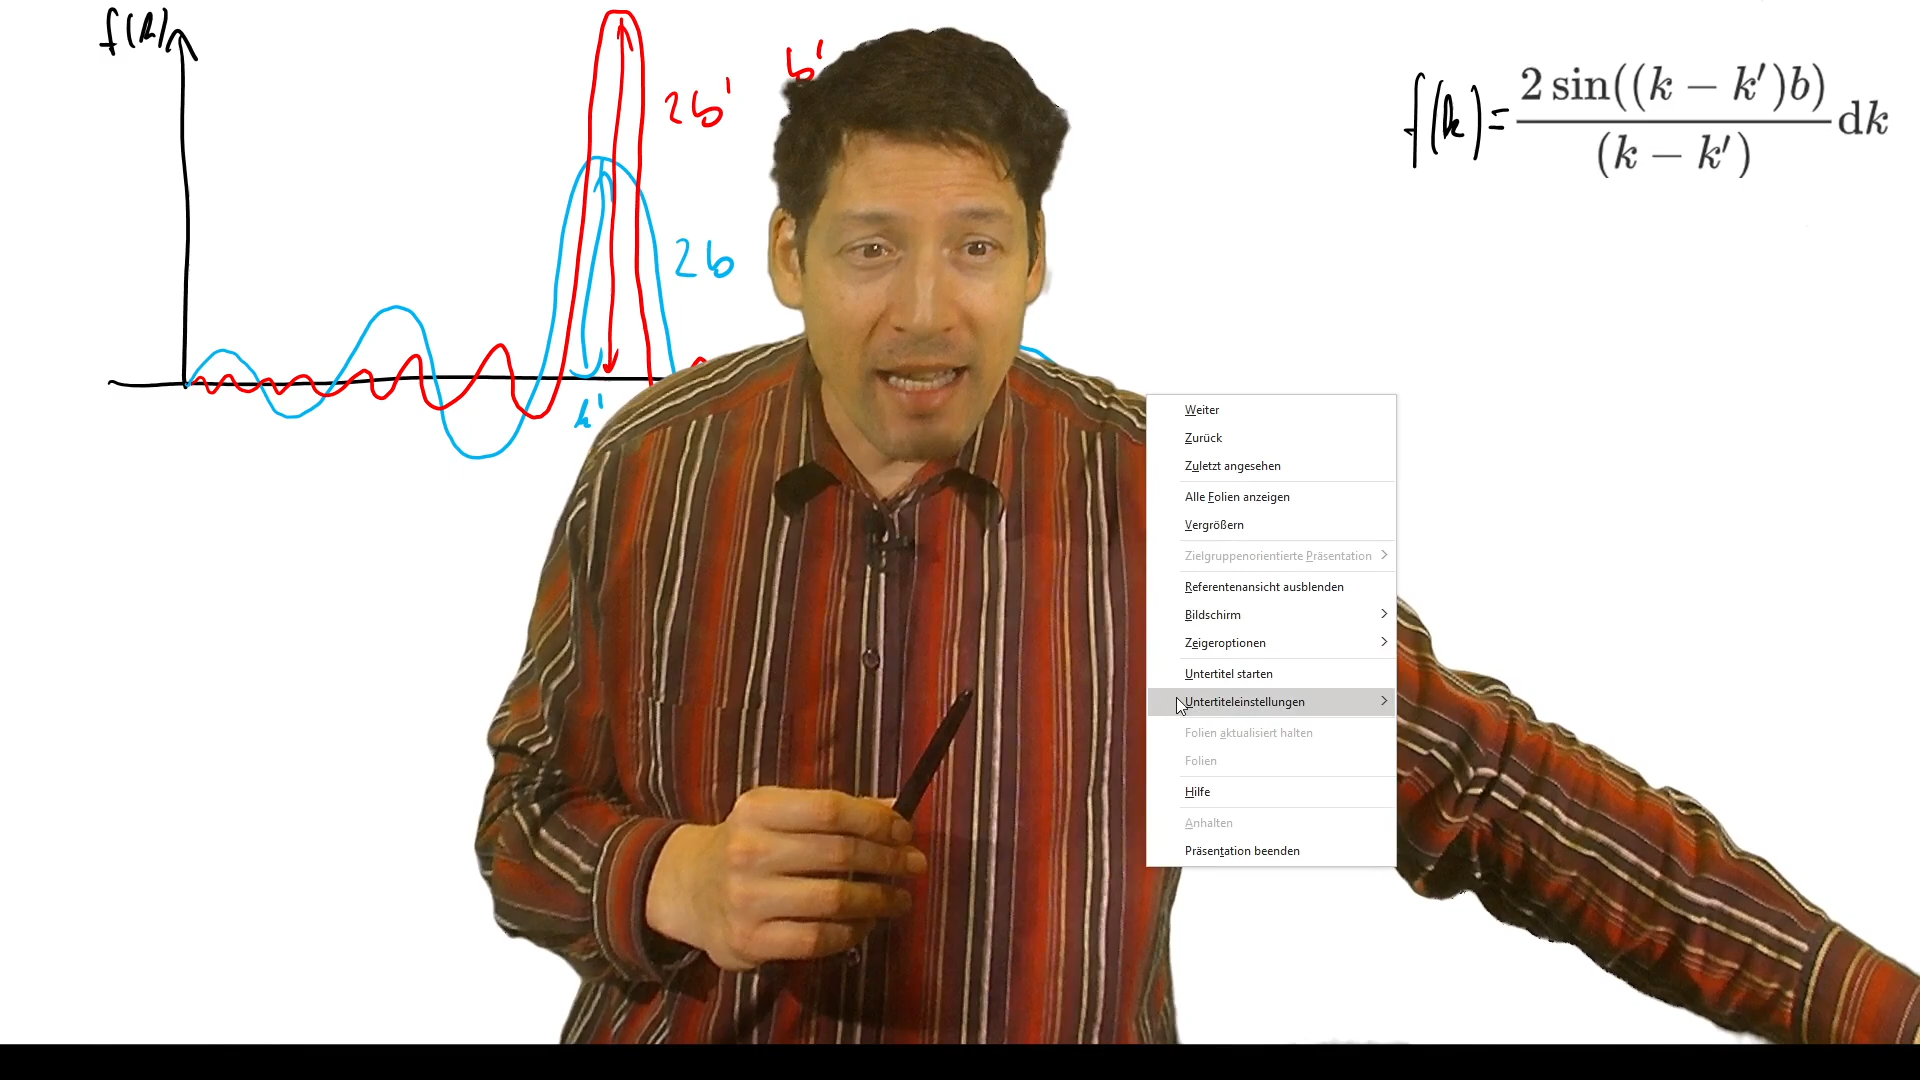 f(k)
b'
2b'
2b
k'
f(k)= 2 sin((k − k')b) / (k − k') dk
Weiter
Zurück
Zuletzt angesehen
Alle Folien anzeigen
Vergrößern
Zielgruppenorientierte Präsentation
Referentenansicht ausblenden
Bildschirm
Zeigeroptionen
Untertitel starten
Untertiteleinstellungen
Folien aktualisiert halten
Folien
Hilfe
Anhalten
Präsentation beenden